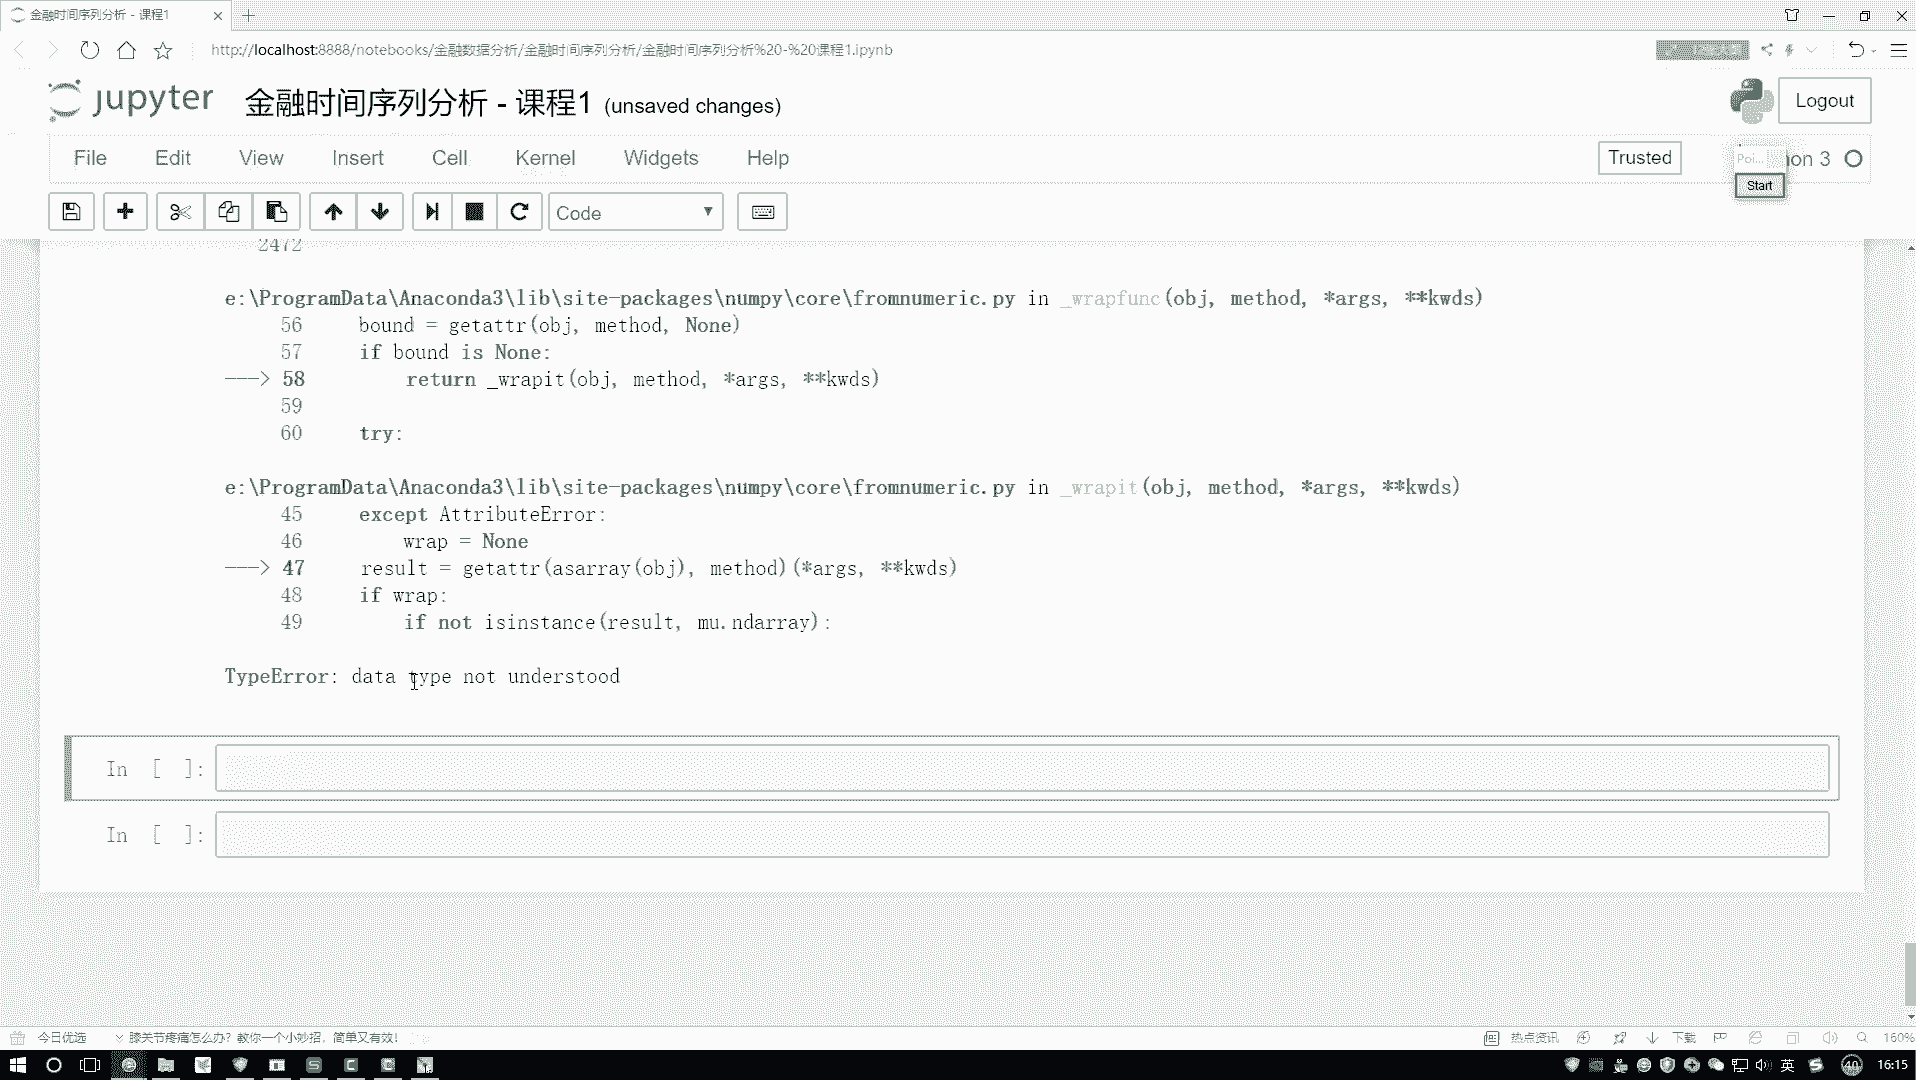 金融时间序列分析 - 课程1
http://localhost:8888/notebooks/金融数据分析/金融时间序列分析/金融时间序列分析%20-%20课程1.ipynb
jupyter 金融时间序列分析 - 课程1 (unsaved changes)
Logout
File Edit View Insert Cell Kernel Widgets Help
Trusted
Poi... on 3
Start
Code
2472
e:\ProgramData\Anaconda3\lib\site-packages\numpy\core\fromnumeric.py in _wrapfunc(obj, method, *args, **kwds)
56 bound = getattr(obj, method, None)
57 if bound is None:
---> 58 return _wrapit(obj, method, *args, **kwds)
59
60 try:
e:\ProgramData\Anaconda3\lib\site-packages\numpy\core\fromnumeric.py in _wrapit(obj, method, *args, **kwds)
45 except AttributeError:
46 wrap = None
---> 47 result = getattr(asarray(obj), method)(*args, **kwds)
48 if wrap:
49 if not isinstance(result, mu.ndarray):
TypeError: data type not understood
In [ ]:
In [ ]:
今日优选 膝关节疼痛怎么办？教你一个小妙招，简单又有效！ 热点资讯 下载 160%
英 40 16:15